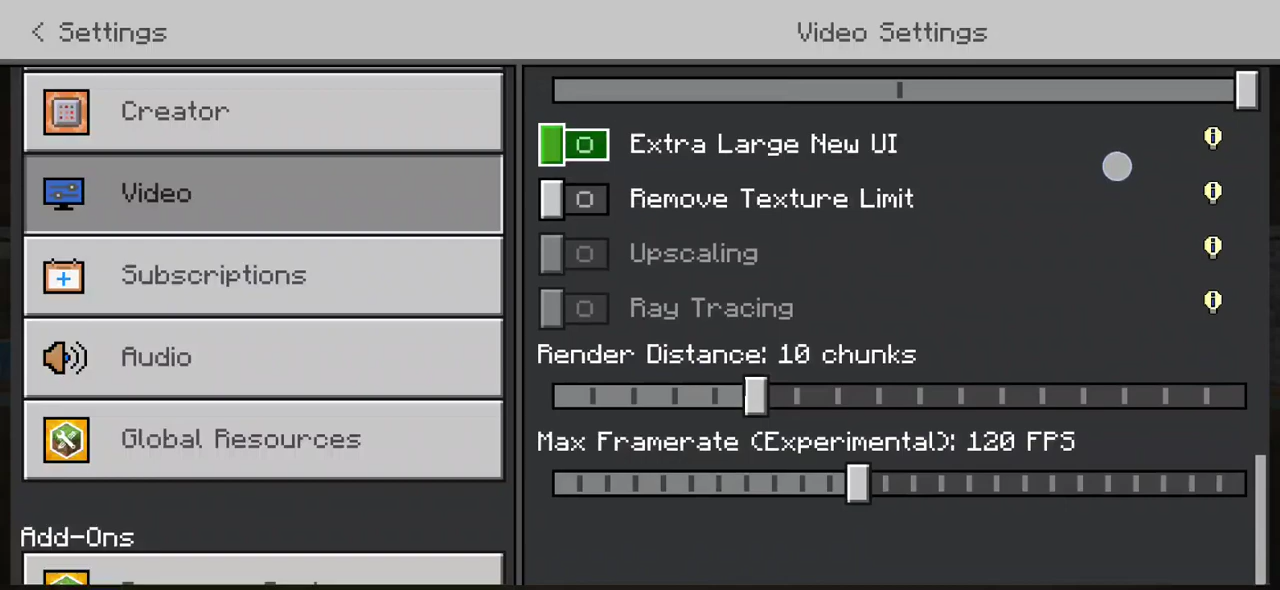 Settings
Video Settings
Creator
Video
Subscriptions
Audio
Global Resources
Add-Ons
Extra Large New UI
Remove Texture Limit
Upscaling
Ray Tracing
Render Distance: 10 chunks
Max Framerate (Experimental): 120 FPS